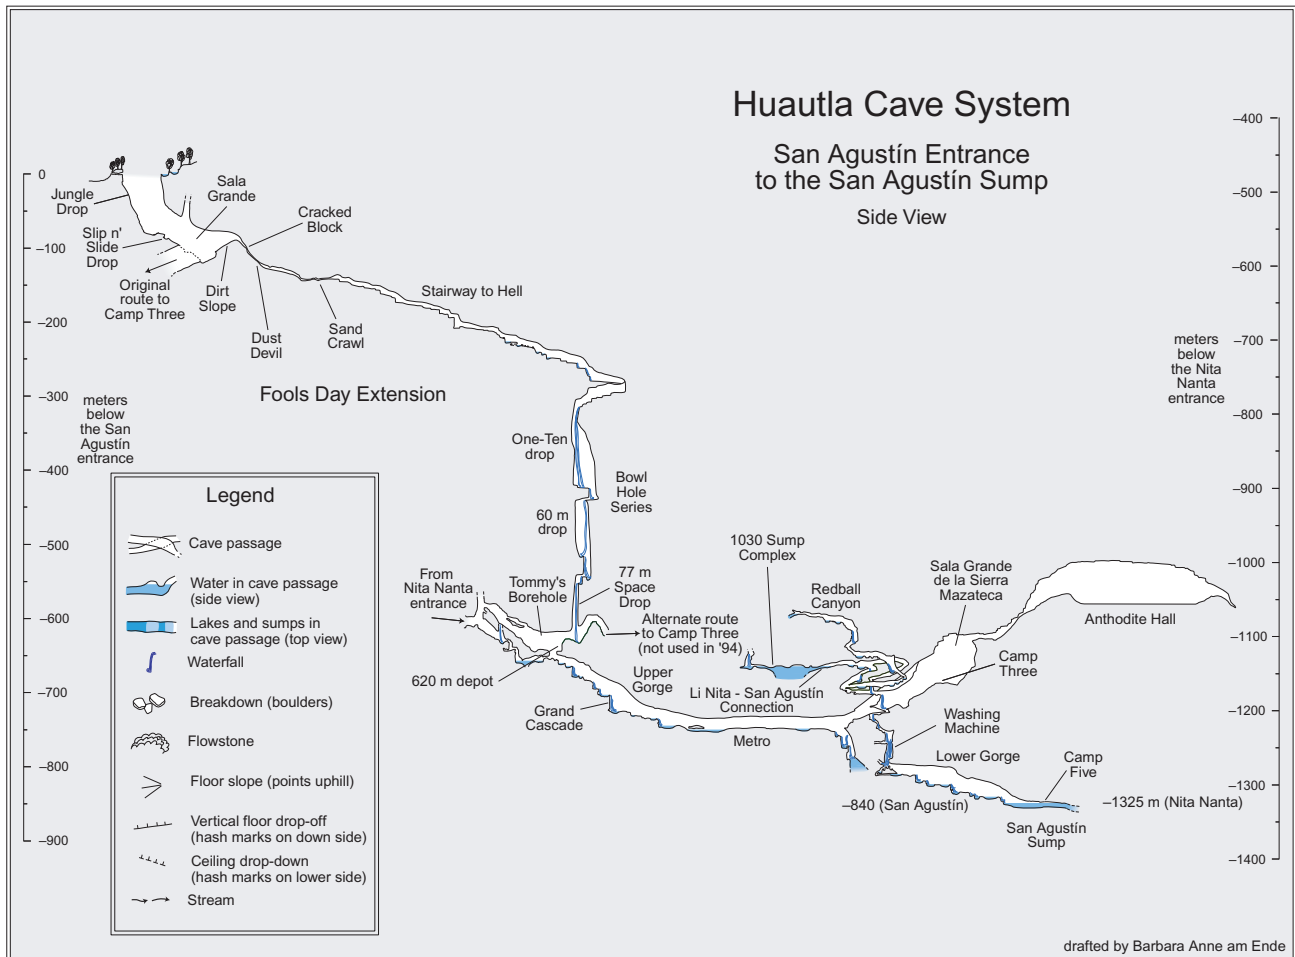 Huautla Cave System
San Agustín Entrance
to the San Agustín Sump
Side View
0
–100
–200
–300
meters
below
the San
Agustín
entrance
–400
–500
–600
–700
–800
–900
Jungle
Drop
Sala
Grande
Slip n'
Slide
Drop
Cracked
Block
Original
route to
Camp Three
Dirt
Slope
Dust
Devil
Sand
Crawl
Stairway to Hell
Fools Day Extension
One-Ten
drop
Bowl
Hole
Series
60 m
drop
77 m
Space
Drop
From
Nita Nanta
entrance
Tommy's
Borehole
Alternate route
to Camp Three
(not used in '94)
620 m depot
Upper
Gorge
Grand
Cascade
Metro
1030 Sump
Complex
Redball
Canyon
Li Nita - San Agustín
Connection
Sala Grande
de la Sierra
Mazateca
Anthodite Hall
Camp
Three
Washing
Machine
Lower Gorge
Camp
Five
–840 (San Agustín)
–1325 m (Nita Nanta)
San Agustín
Sump
–400
–500
–600
–700
meters
below
the Nita
Nanta
entrance
–800
–900
–1000
–1100
–1200
–1300
–1400
Legend
Cave passage
Water in cave passage
(side view)
Lakes and sumps in
cave passage (top view)
Waterfall
Breakdown (boulders)
Flowstone
Floor slope (points uphill)
Vertical floor drop-off
(hash marks on down side)
Ceiling drop-down
(hash marks on lower side)
Stream
drafted by Barbara Anne am Ende